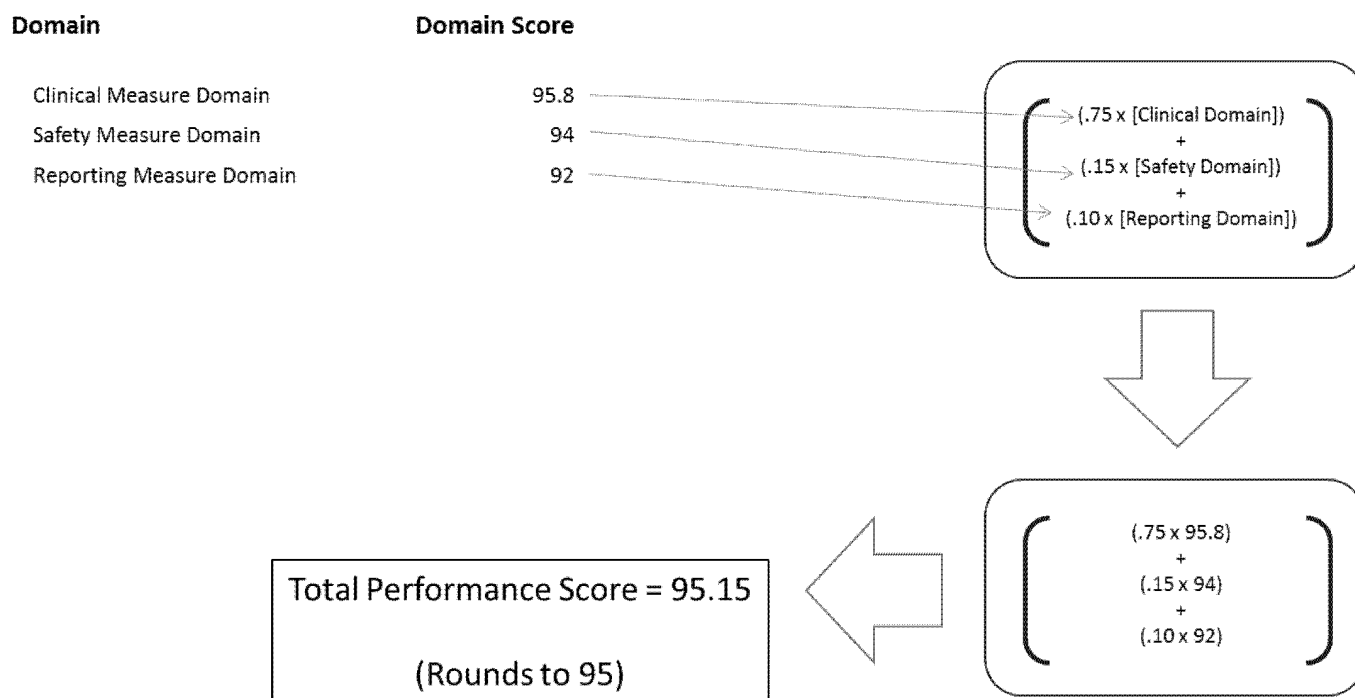 Domain Domain Score
Clinical Measure Domain 95.8
Safety Measure Domain 94
Reporting Measure Domain 92
(.75 x [Clinical Domain])
+
(.15 x [Safety Domain])
+
(.10 x [Reporting Domain])
(.75 x 95.8)
+
(.15 x 94)
+
(.10 x 92)
Total Performance Score = 95.15
(Rounds to 95)